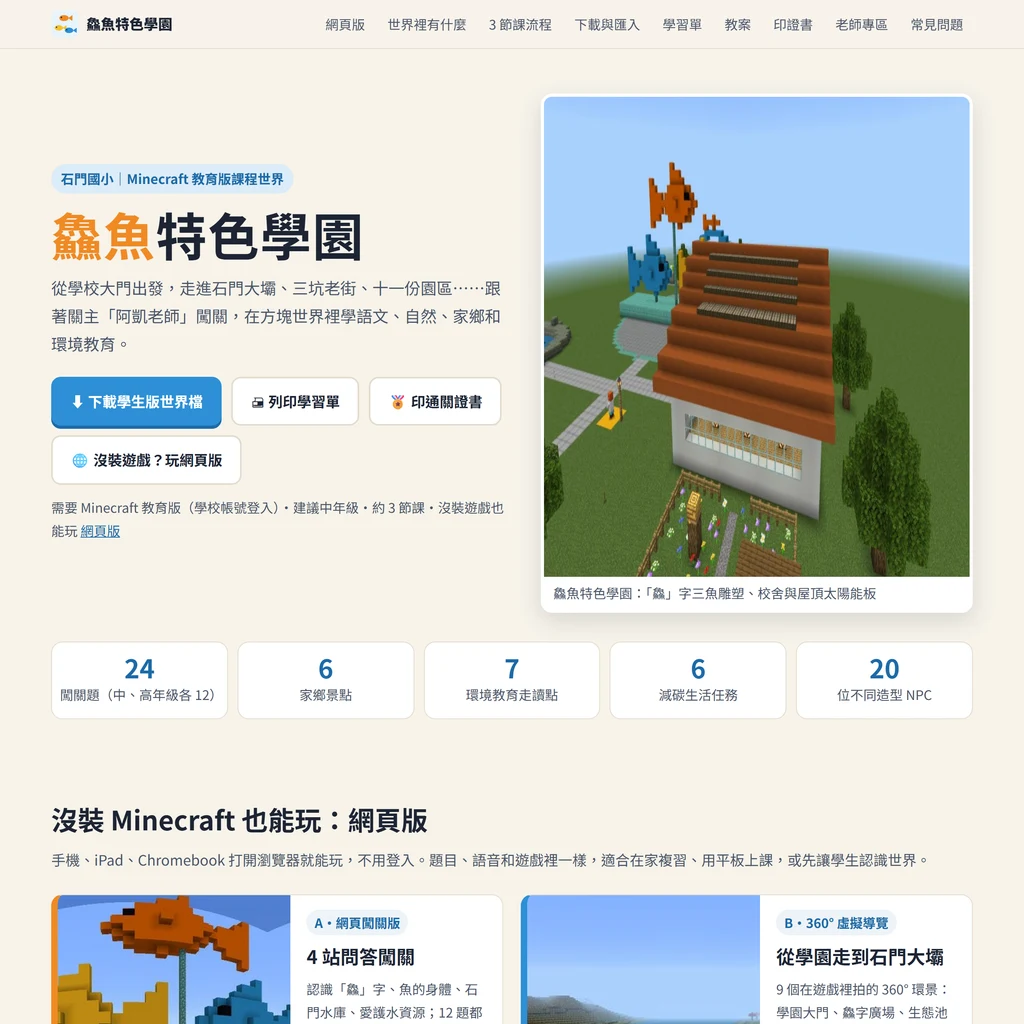 鱻魚特色學園
網頁版 世界裡有什麼 3 節課流程 下載與匯入 學習單 教案 印證書 老師專區 常見問題
石門國小｜Minecraft 教育版課程世界
鱻魚特色學園
從學校大門出發，走進石門大壩、三坑老街、十一份園區……跟
著關主「阿凱老師」闖關，在方塊世界裡學語文、自然、家鄉和
環境教育。
⬇ 下載學生版世界檔
🖨 列印學習單
🏅 印通關證書
🌐 沒裝遊戲？玩網頁版
需要 Minecraft 教育版（學校帳號登入）・建議中年級・約 3 節課・沒裝遊戲也
能玩 網頁版
鱻魚特色學園：「鱻」字三魚雕塑、校舍與屋頂太陽能板
24
闖關題（中、高年級各 12）
6
家鄉景點
7
環境教育走讀點
6
減碳生活任務
20
位不同造型 NPC
沒裝 Minecraft 也能玩：網頁版
手機、iPad、Chromebook 打開瀏覽器就能玩，不用登入。題目、語音和遊戲裡一樣，適合在家複習、用平板上課，或先讓學生認識世界。
A・網頁闖關版
4 站問答闖關
認識「鱻」字、魚的身體、石
門水庫、愛護水資源；12 題都
B・360° 虛擬導覽
從學園走到石門大壩
9 個在遊戲裡拍的 360° 環景：
學園大門、鱻字廣場、生態池